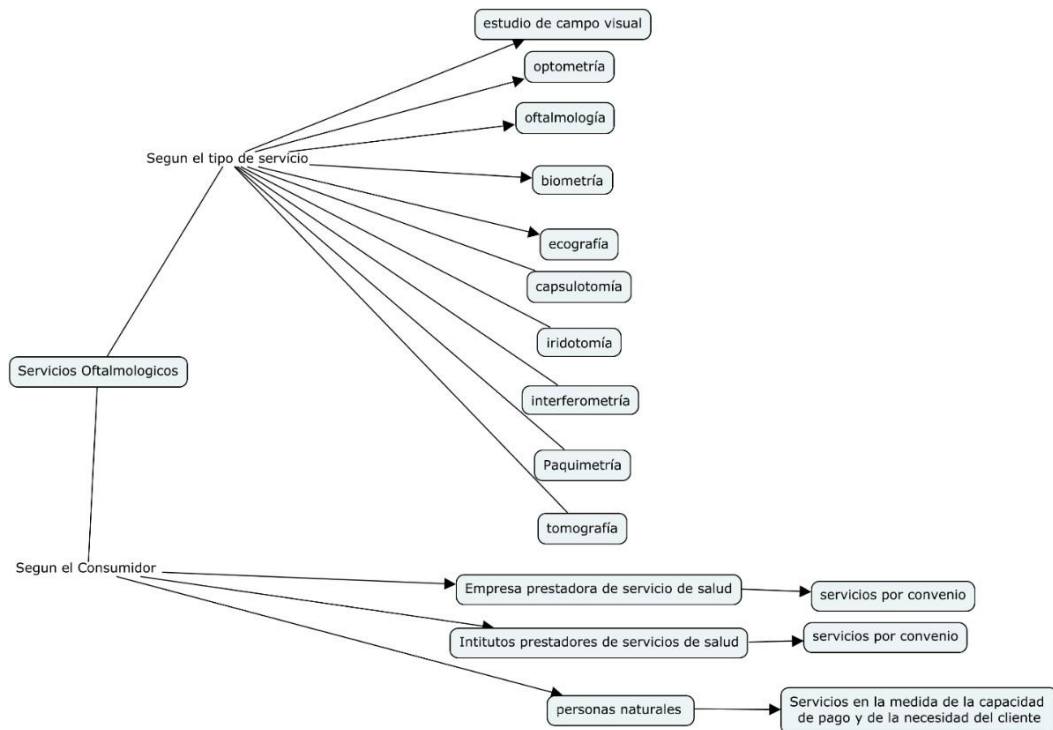 estudio de campo visual
optometría
oftalmología
Segun el tipo de servicio
biometría
ecografía
capsulotomía
iridotomía
Servicios Oftalmologicos
interferometría
Paquimetría
tomografía
Segun el Consumidor
Empresa prestadora de servicio de salud
servicios por convenio
Intitutos prestadores de servicios de salud
servicios por convenio
personas naturales
Servicios en la medida de la capacidad
de pago y de la necesidad del cliente